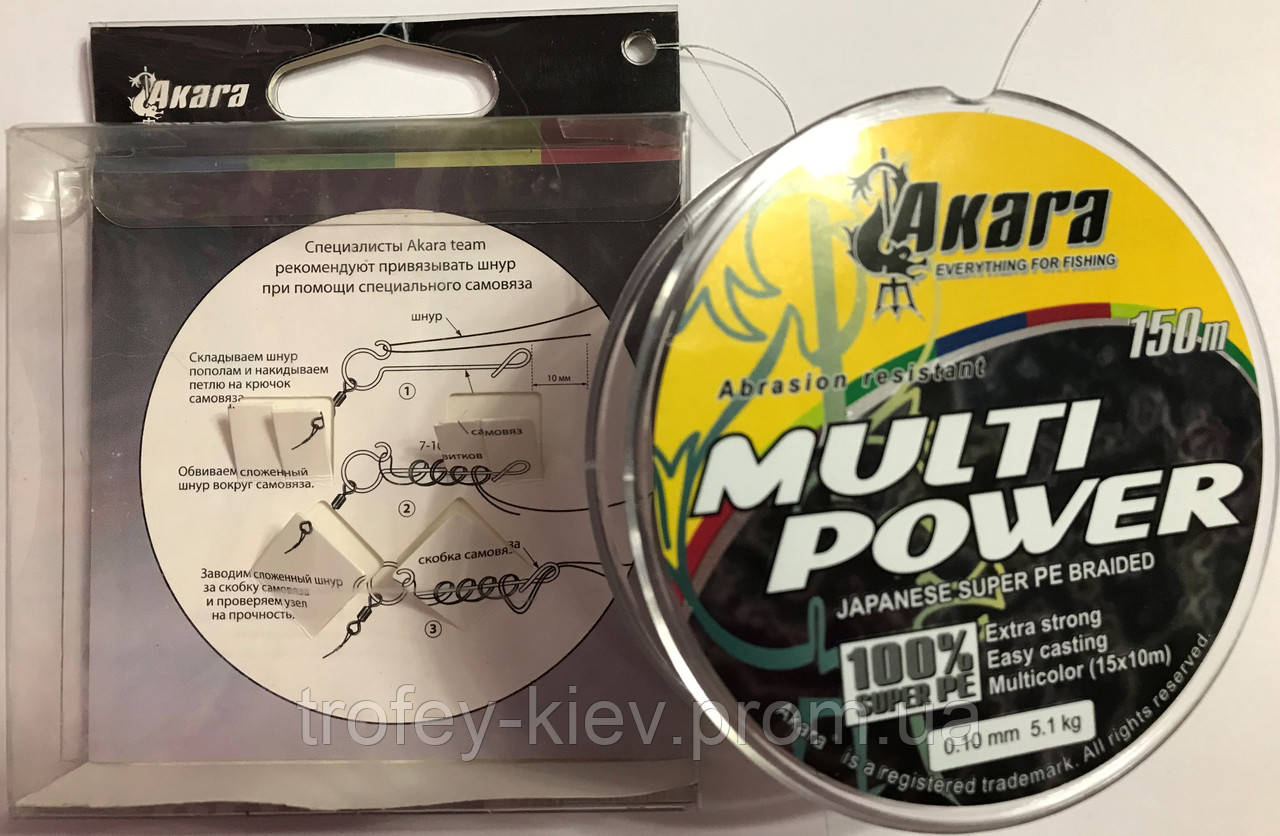 Akara
Специалисты Akara team
рекомендуют привязывать шнур
при помощи специального самовяза
шнур
Складываем шнур
пополам и накидываем
петлю на крючок
самовяза.
10 мм
1
самовяз
витков
Обвиваем сложенный
шнур вокруг самовяза.
2
скобка самовяза
Заводим сложенный шнур
за скобку самовяза
и проверяем узел
на прочность.
3
Akara
EVERYTHING FOR FISHING
150m
Abrasion resistant
MULTI
POWER
JAPANESE SUPER PE BRAIDED
100%
SUPER PE
Extra strong
Easy casting
Multicolor (15x10m)
0.10 mm 5.1 kg
Akara is a registered trademark. All rights reserved.
trofey-kiev.prom.ua